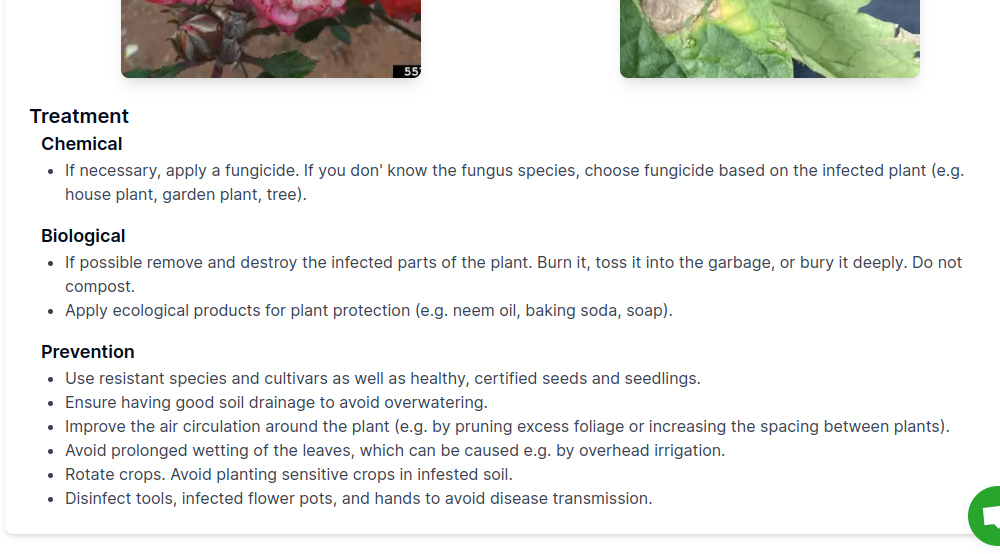 55
Treatment
Chemical
If necessary, apply a fungicide. If you don' know the fungus species, choose fungicide based on the infected plant (e.g.
house plant, garden plant, tree).
Biological
If possible remove and destroy the infected parts of the plant. Burn it, toss it into the garbage, or bury it deeply. Do not
compost.
Apply ecological products for plant protection (e.g. neem oil, baking soda, soap).
Prevention
Use resistant species and cultivars as well as healthy, certified seeds and seedlings.
Ensure having good soil drainage to avoid overwatering.
Improve the air circulation around the plant (e.g. by pruning excess foliage or increasing the spacing between plants).
Avoid prolonged wetting of the leaves, which can be caused e.g. by overhead irrigation.
Rotate crops. Avoid planting sensitive crops in infested soil.
Disinfect tools, infected flower pots, and hands to avoid disease transmission.